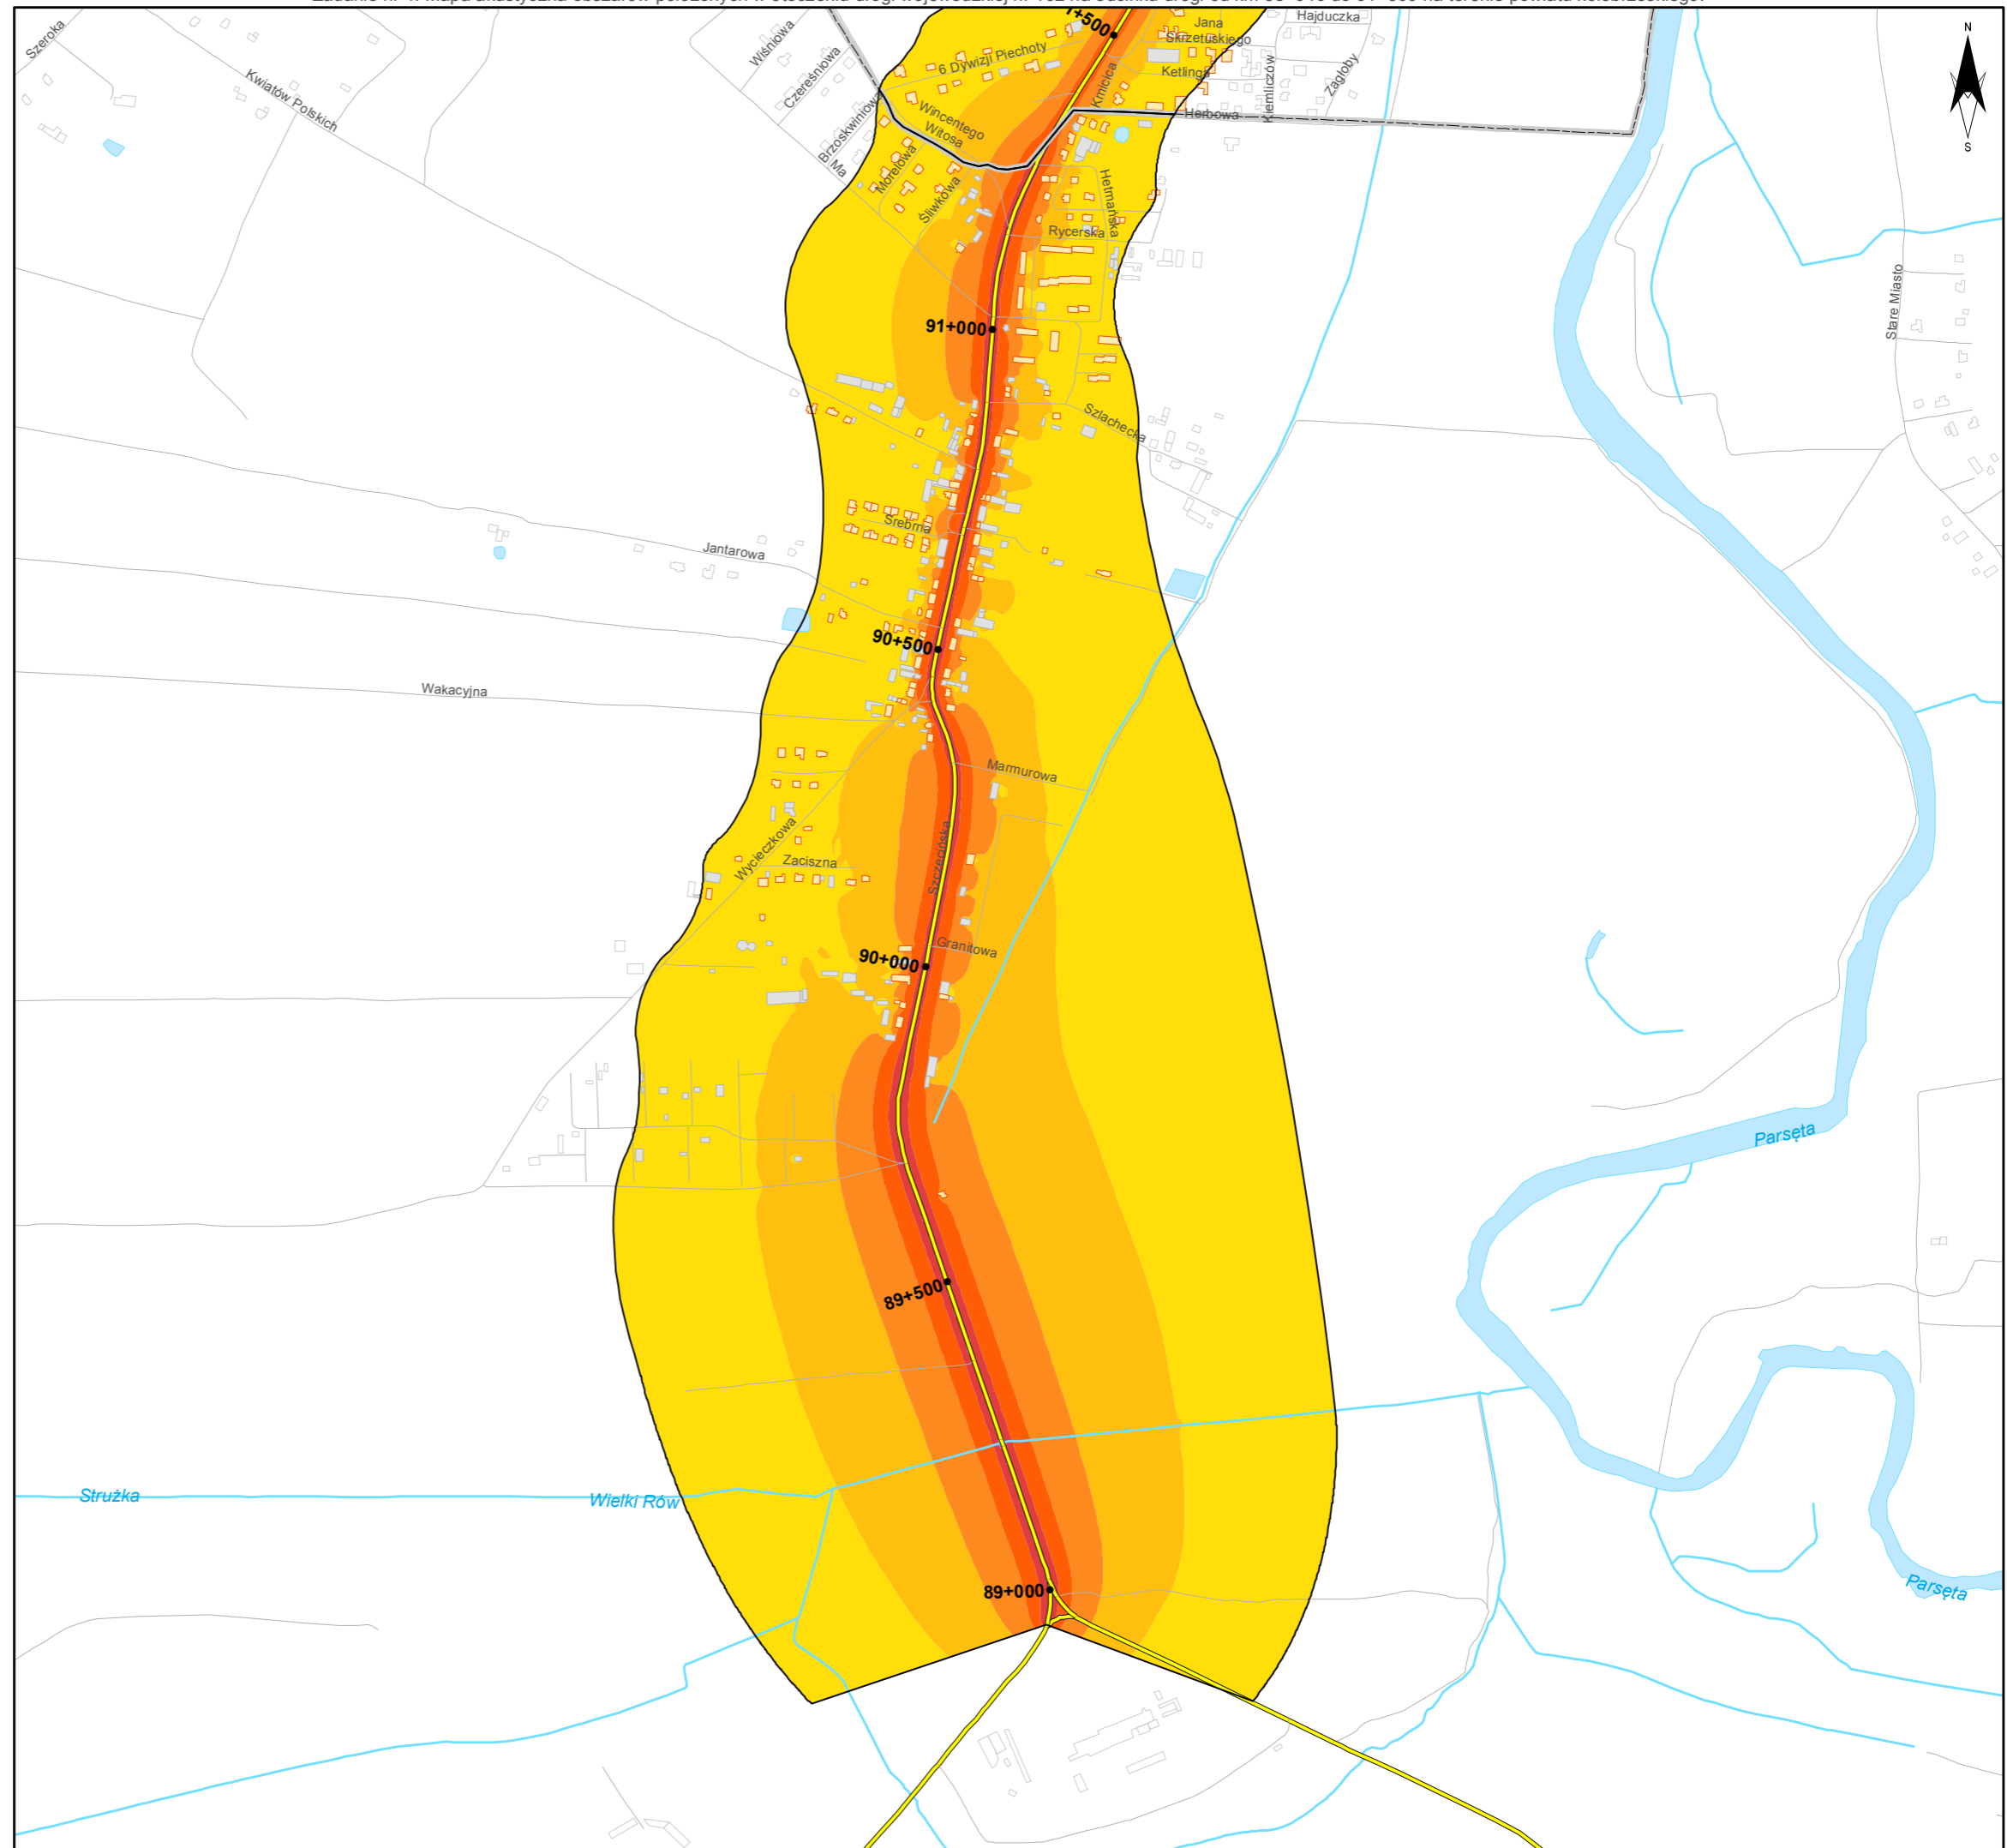 Szeroka
Kwiatów Polskich
Wiśniowa
Czereśniowa
Brzoskwiniowa
Ma
6 Dywizji Piechoty
Wincentego
Witosa
Morelowa
Śliwkowa
Kmicica
Jana
Skrzetuskiego
Ketlinga
Hajduczka
Kiemliczów
Zagłoby
Herbowa
Hetmańska
Rycerska
N
S
Stare Miasto
91+000
Szlachecka
Srebrna
Jantarowa
90+500
Wakacyjna
Marmurowa
Szczecińska
Wycieczkowa
Zaciszna
Granitowa
90+000
Parsęta
89+500
Strużka
Wielki Rów
89+000
Parsęta